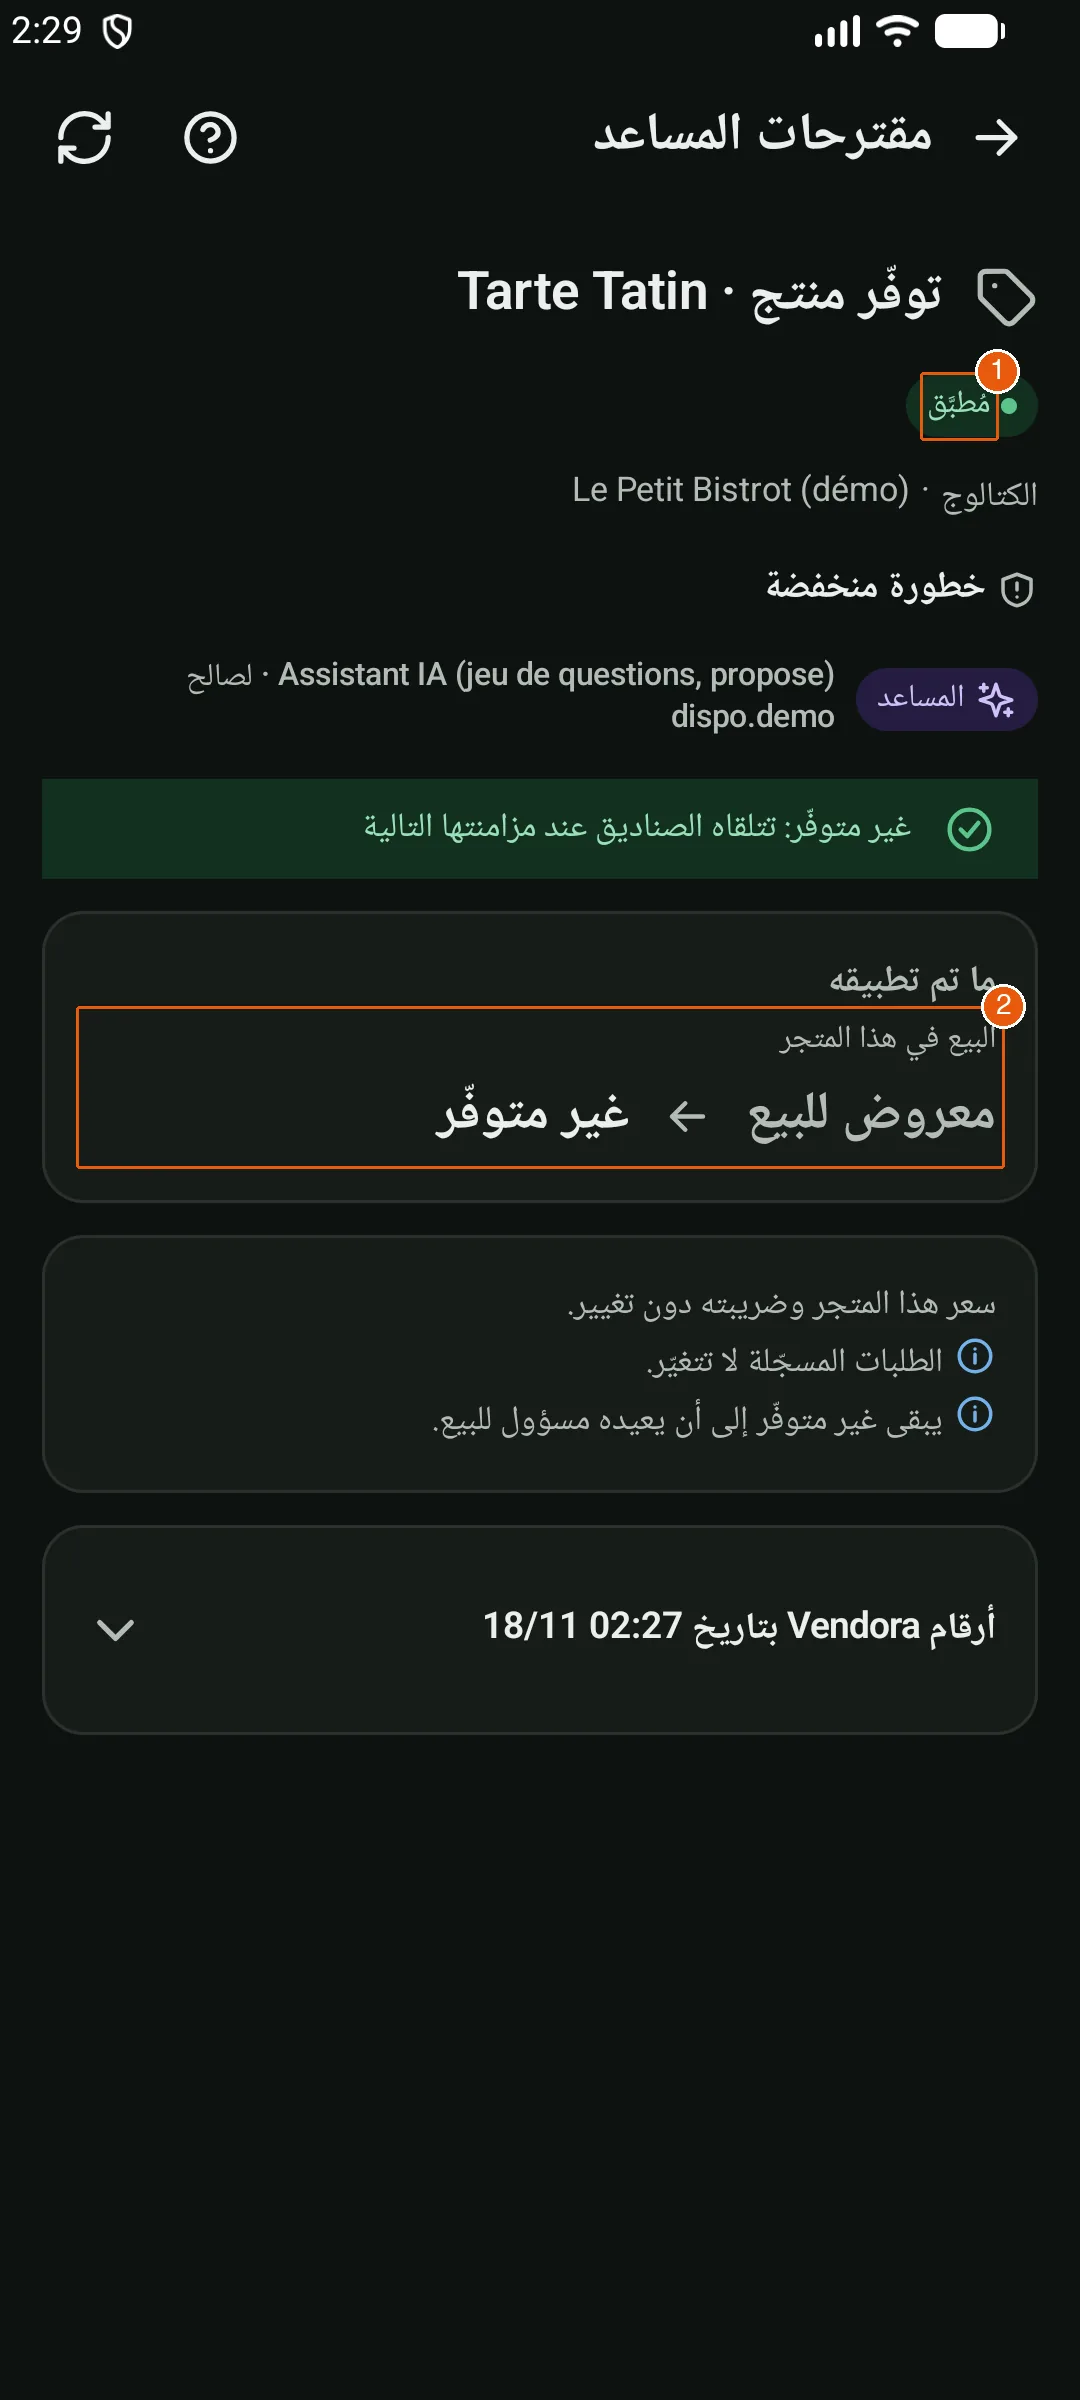 2:29
مقترحات المساعد
توفّر منتج · Tarte Tatin
1
مُطبَّق
الكتالوج · Le Petit Bistrot (démo)
خطورة منخفضة
المساعد
Assistant IA (jeu de questions, propose) · لصالح
dispo.demo
غير متوفّر: تتلقاه الصناديق عند مزامنتها التالية
ما تم تطبيقه
2
البيع في هذا المتجر
معروض للبيع ← غير متوفّر
سعر هذا المتجر وضريبته دون تغيير.
الطلبات المسجّلة لا تتغيّر.
يبقى غير متوفّر إلى أن يعيده مسؤول للبيع.
أرقام Vendora بتاريخ 18/11 02:27